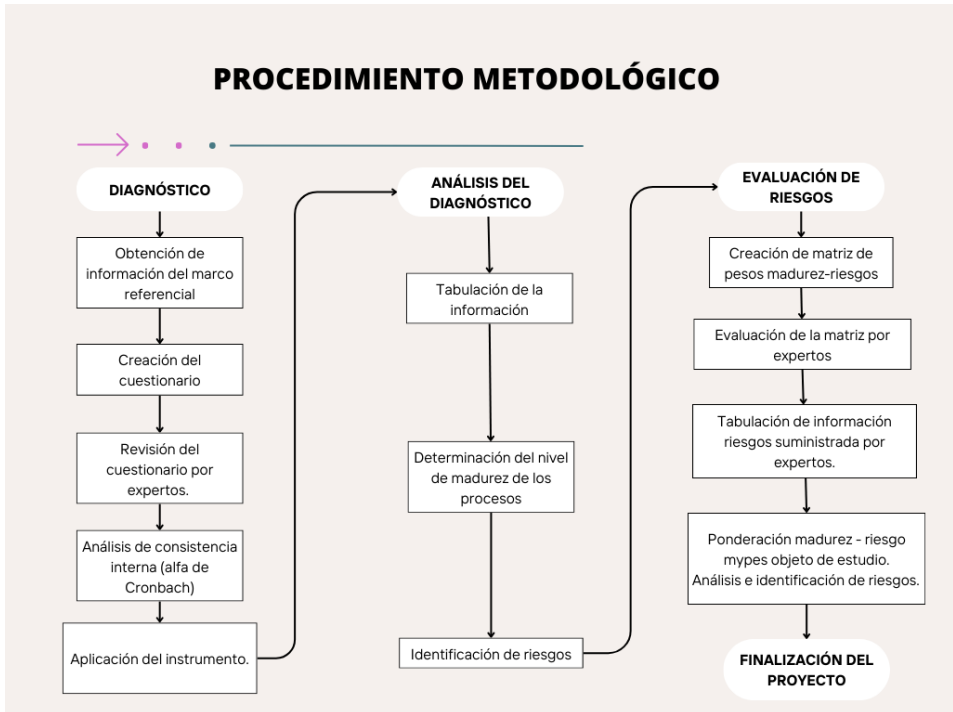 PROCEDIMIENTO METODOLÓGICO
DIAGNÓSTICO
Obtención de
información del marco
referencial
Creación del
cuestionario
Revisión del
cuestionario por
expertos.
Análisis de consistencia
interna (alfa de
Cronbach)
Aplicación del instrumento.
ANÁLISIS DEL
DIAGNÓSTICO
Tabulación de la
información
Determinación del nivel
de madurez de los
procesos
Identificación de riesgos
EVALUACIÓN DE
RIESGOS
Creación de matriz de
pesos madurez-riesgos
Evaluación de la matriz por
expertos
Tabulación de información
riesgos suministrada por
expertos.
Ponderación madurez - riesgo
mypes objeto de estudio.
Análisis e identificación de riesgos.
FINALIZACIÓN DEL
PROYECTO